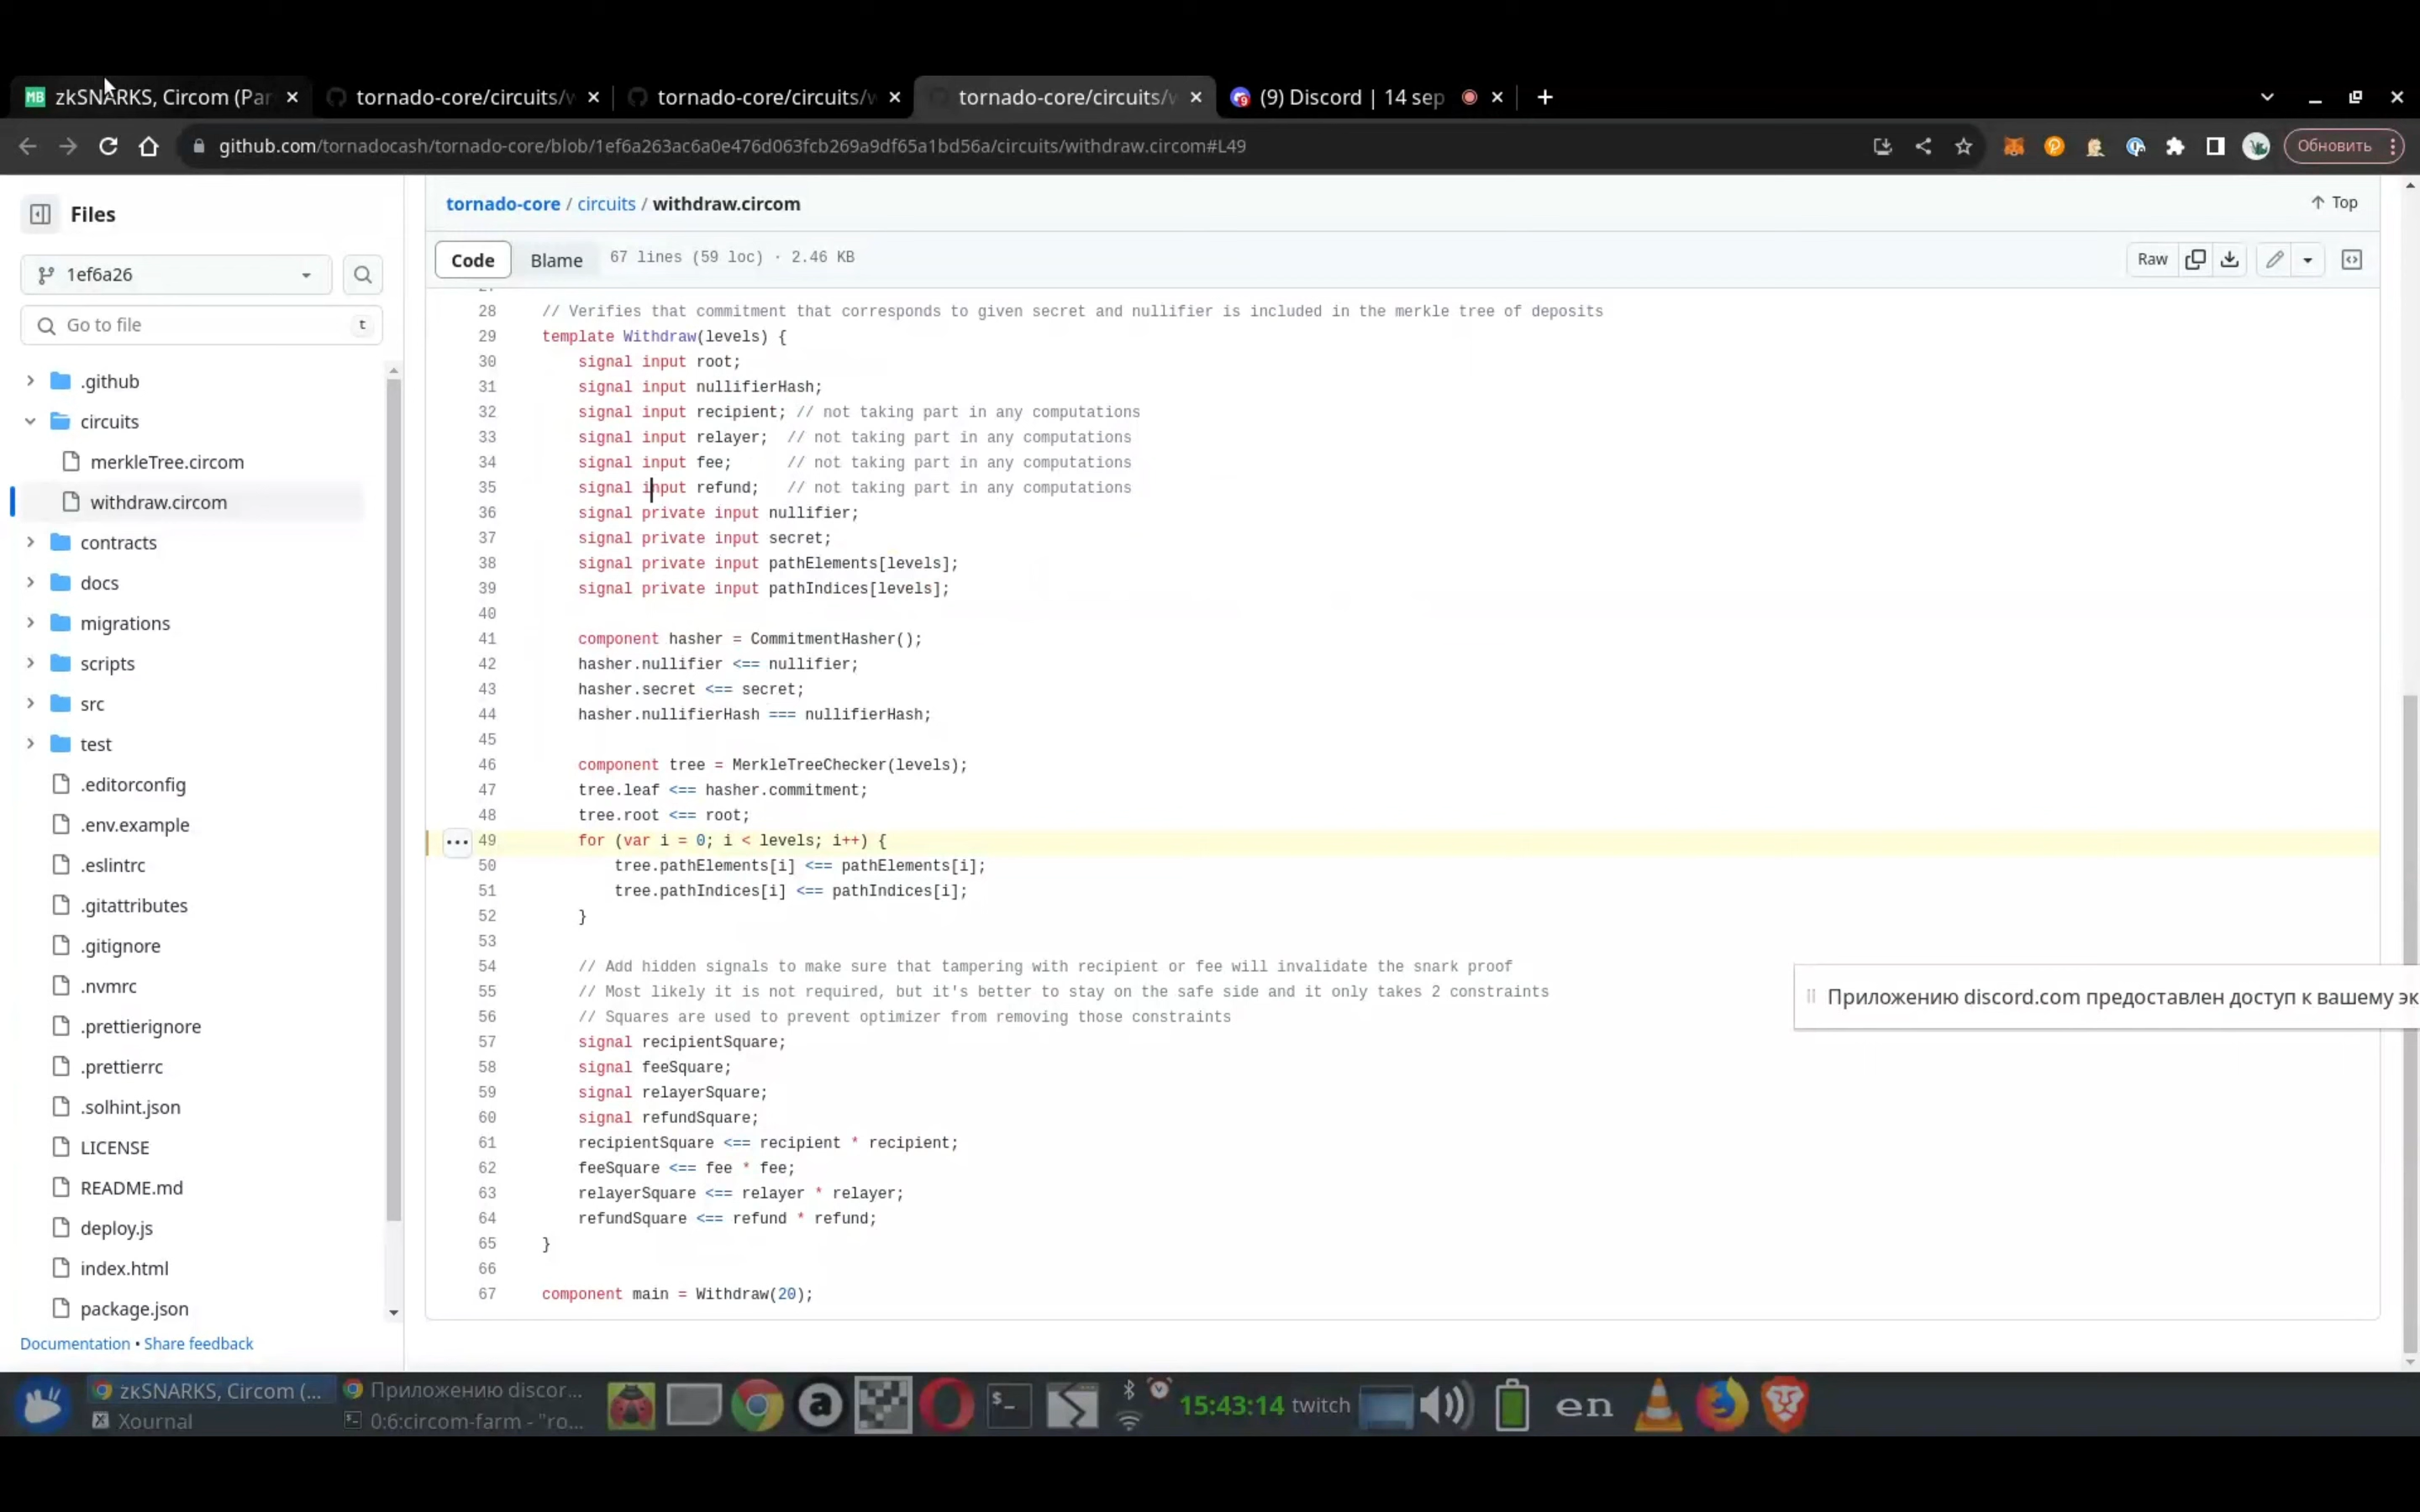 zkSNARKS, Circom (Par
tornado-core/circuits/w
tornado-core/circuits/w
tornado-core/circuits/w
(9) Discord | 14 sep
github.com/tornadocash/tornado-core/blob/1ef6a263ac6a0e476d063fcb269a9df65a1bd56a/circuits/withdraw.circom#L49
Обновить
Files
1ef6a26
Go to file
t
.github
circuits
merkleTree.circom
withdraw.circom
contracts
docs
migrations
scripts
src
test
.editorconfig
.env.example
.eslintrc
.gitattributes
.gitignore
.nvmrc
.prettierignore
.prettierrc
.solhint.json
LICENSE
README.md
deploy.js
index.html
package.json
Documentation • Share feedback
tornado-core / circuits / withdraw.circom
Top
Code
Blame
67 lines (59 loc) · 2.46 KB
Raw
28 // Verifies that commitment that corresponds to given secret and nullifier is included in the merkle tree of deposits
29 template Withdraw(levels) {
30 signal input root;
31 signal input nullifierHash;
32 signal input recipient; // not taking part in any computations
33 signal input relayer;  // not taking part in any computations
34 signal input fee;      // not taking part in any computations
35 signal input refund;   // not taking part in any computations
36 signal private input nullifier;
37 signal private input secret;
38 signal private input pathElements[levels];
39 signal private input pathIndices[levels];
40
41 component hasher = CommitmentHasher();
42 hasher.nullifier <== nullifier;
43 hasher.secret <== secret;
44 hasher.nullifierHash === nullifierHash;
45
46 component tree = MerkleTreeChecker(levels);
47 tree.leaf <== hasher.commitment;
48 tree.root <== root;
49 for (var i = 0; i < levels; i++) {
50 tree.pathElements[i] <== pathElements[i];
51 tree.pathIndices[i] <== pathIndices[i];
52 }
53
54 // Add hidden signals to make sure that tampering with recipient or fee will invalidate the snark proof
55 // Most likely it is not required, but it's better to stay on the safe side and it only takes 2 constraints
56 // Squares are used to prevent optimizer from removing those constraints
57 signal recipientSquare;
58 signal feeSquare;
59 signal relayerSquare;
60 signal refundSquare;
61 recipientSquare <== recipient * recipient;
62 feeSquare <== fee * fee;
63 relayerSquare <== relayer * relayer;
64 refundSquare <== refund * refund;
65 }
66
67 component main = Withdraw(20);
Приложению discord.com предоставлен доступ к вашему эк
zkSNARKS, Circom (...
Xournal
Приложению discor...
0:6:circom-farm - "ro...
15:43:14
twitch
en